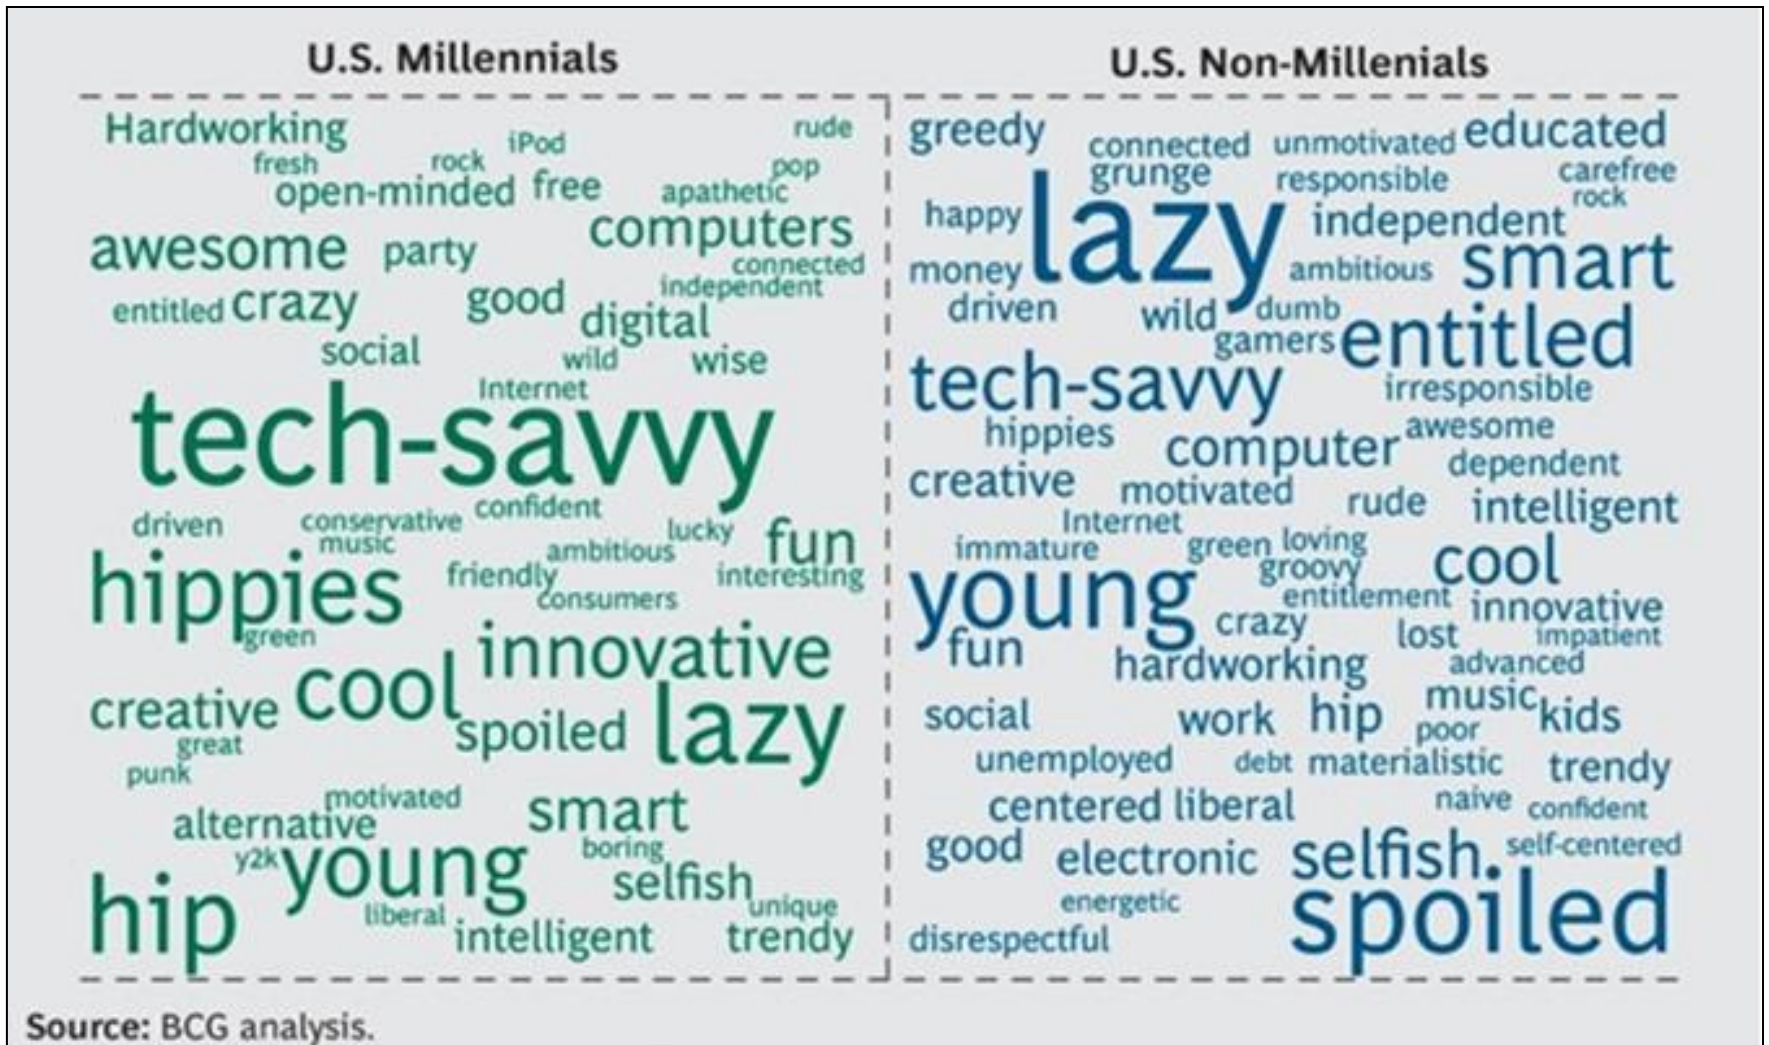 U.S. Millennials
Hardworking iPod rude
fresh rock pop
open-minded free apathetic
awesome party computers
connected
independent
entitled crazy good digital
social wild wise
Internet
tech-savvy
driven conservative confident
music ambitious lucky fun
hippies friendly interesting
consumers
green innovative
creative cool spoiled lazy
great
punk
motivated
alternative smart
y2k young boring
hip selfish
unique
liberal intelligent trendy
U.S. Non-Millenials
greedy connected unmotivated educated
grunge responsible carefree
rock
happy lazy independent
money ambitious smart
driven wild dumb
gamers entitled
tech-savvy irresponsible
hippies computer awesome
dependent
creative motivated rude intelligent
Internet
immature green loving cool
young groovy
entitlement innovative
fun crazy lost impatient
hardworking advanced
social work hip music kids
poor
unemployed debt materialistic trendy
centered liberal naive confident
good electronic selfish self-centered
energetic spoiled
disrespectful
Source: BCG analysis.